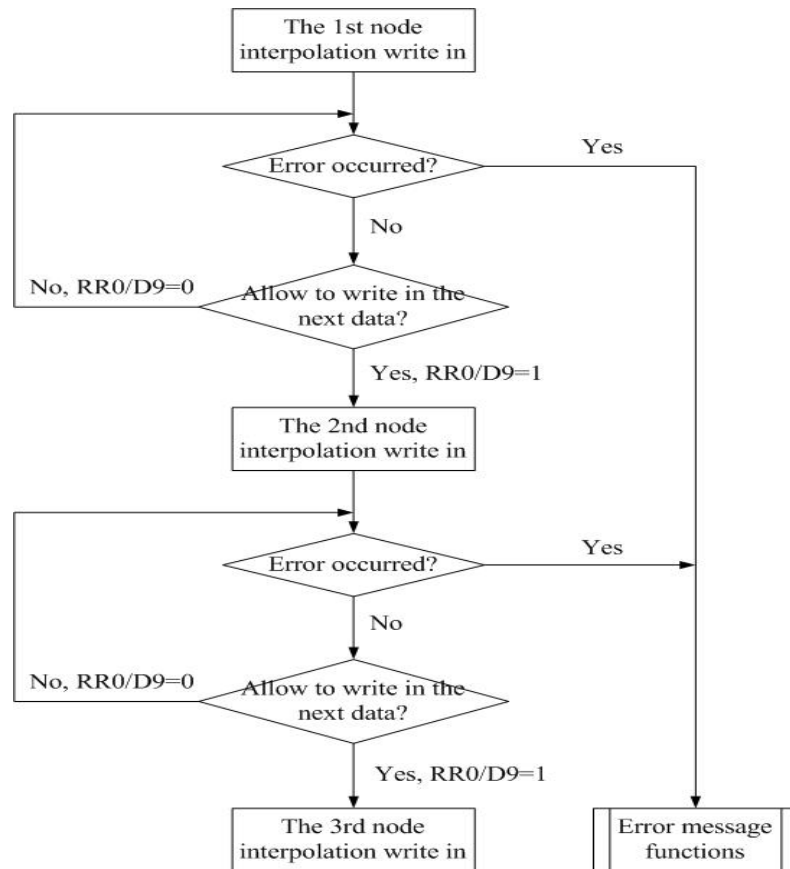 The 1st node
interpolation write in
Error occurred?
Yes
No
No, RR0/D9=0
Allow to write in the
next data?
Yes, RR0/D9=1
The 2nd node
interpolation write in
Error occurred?
Yes
No
No, RR0/D9=0
Allow to write in the
next data?
Yes, RR0/D9=1
The 3rd node
interpolation write in
Error message
functions